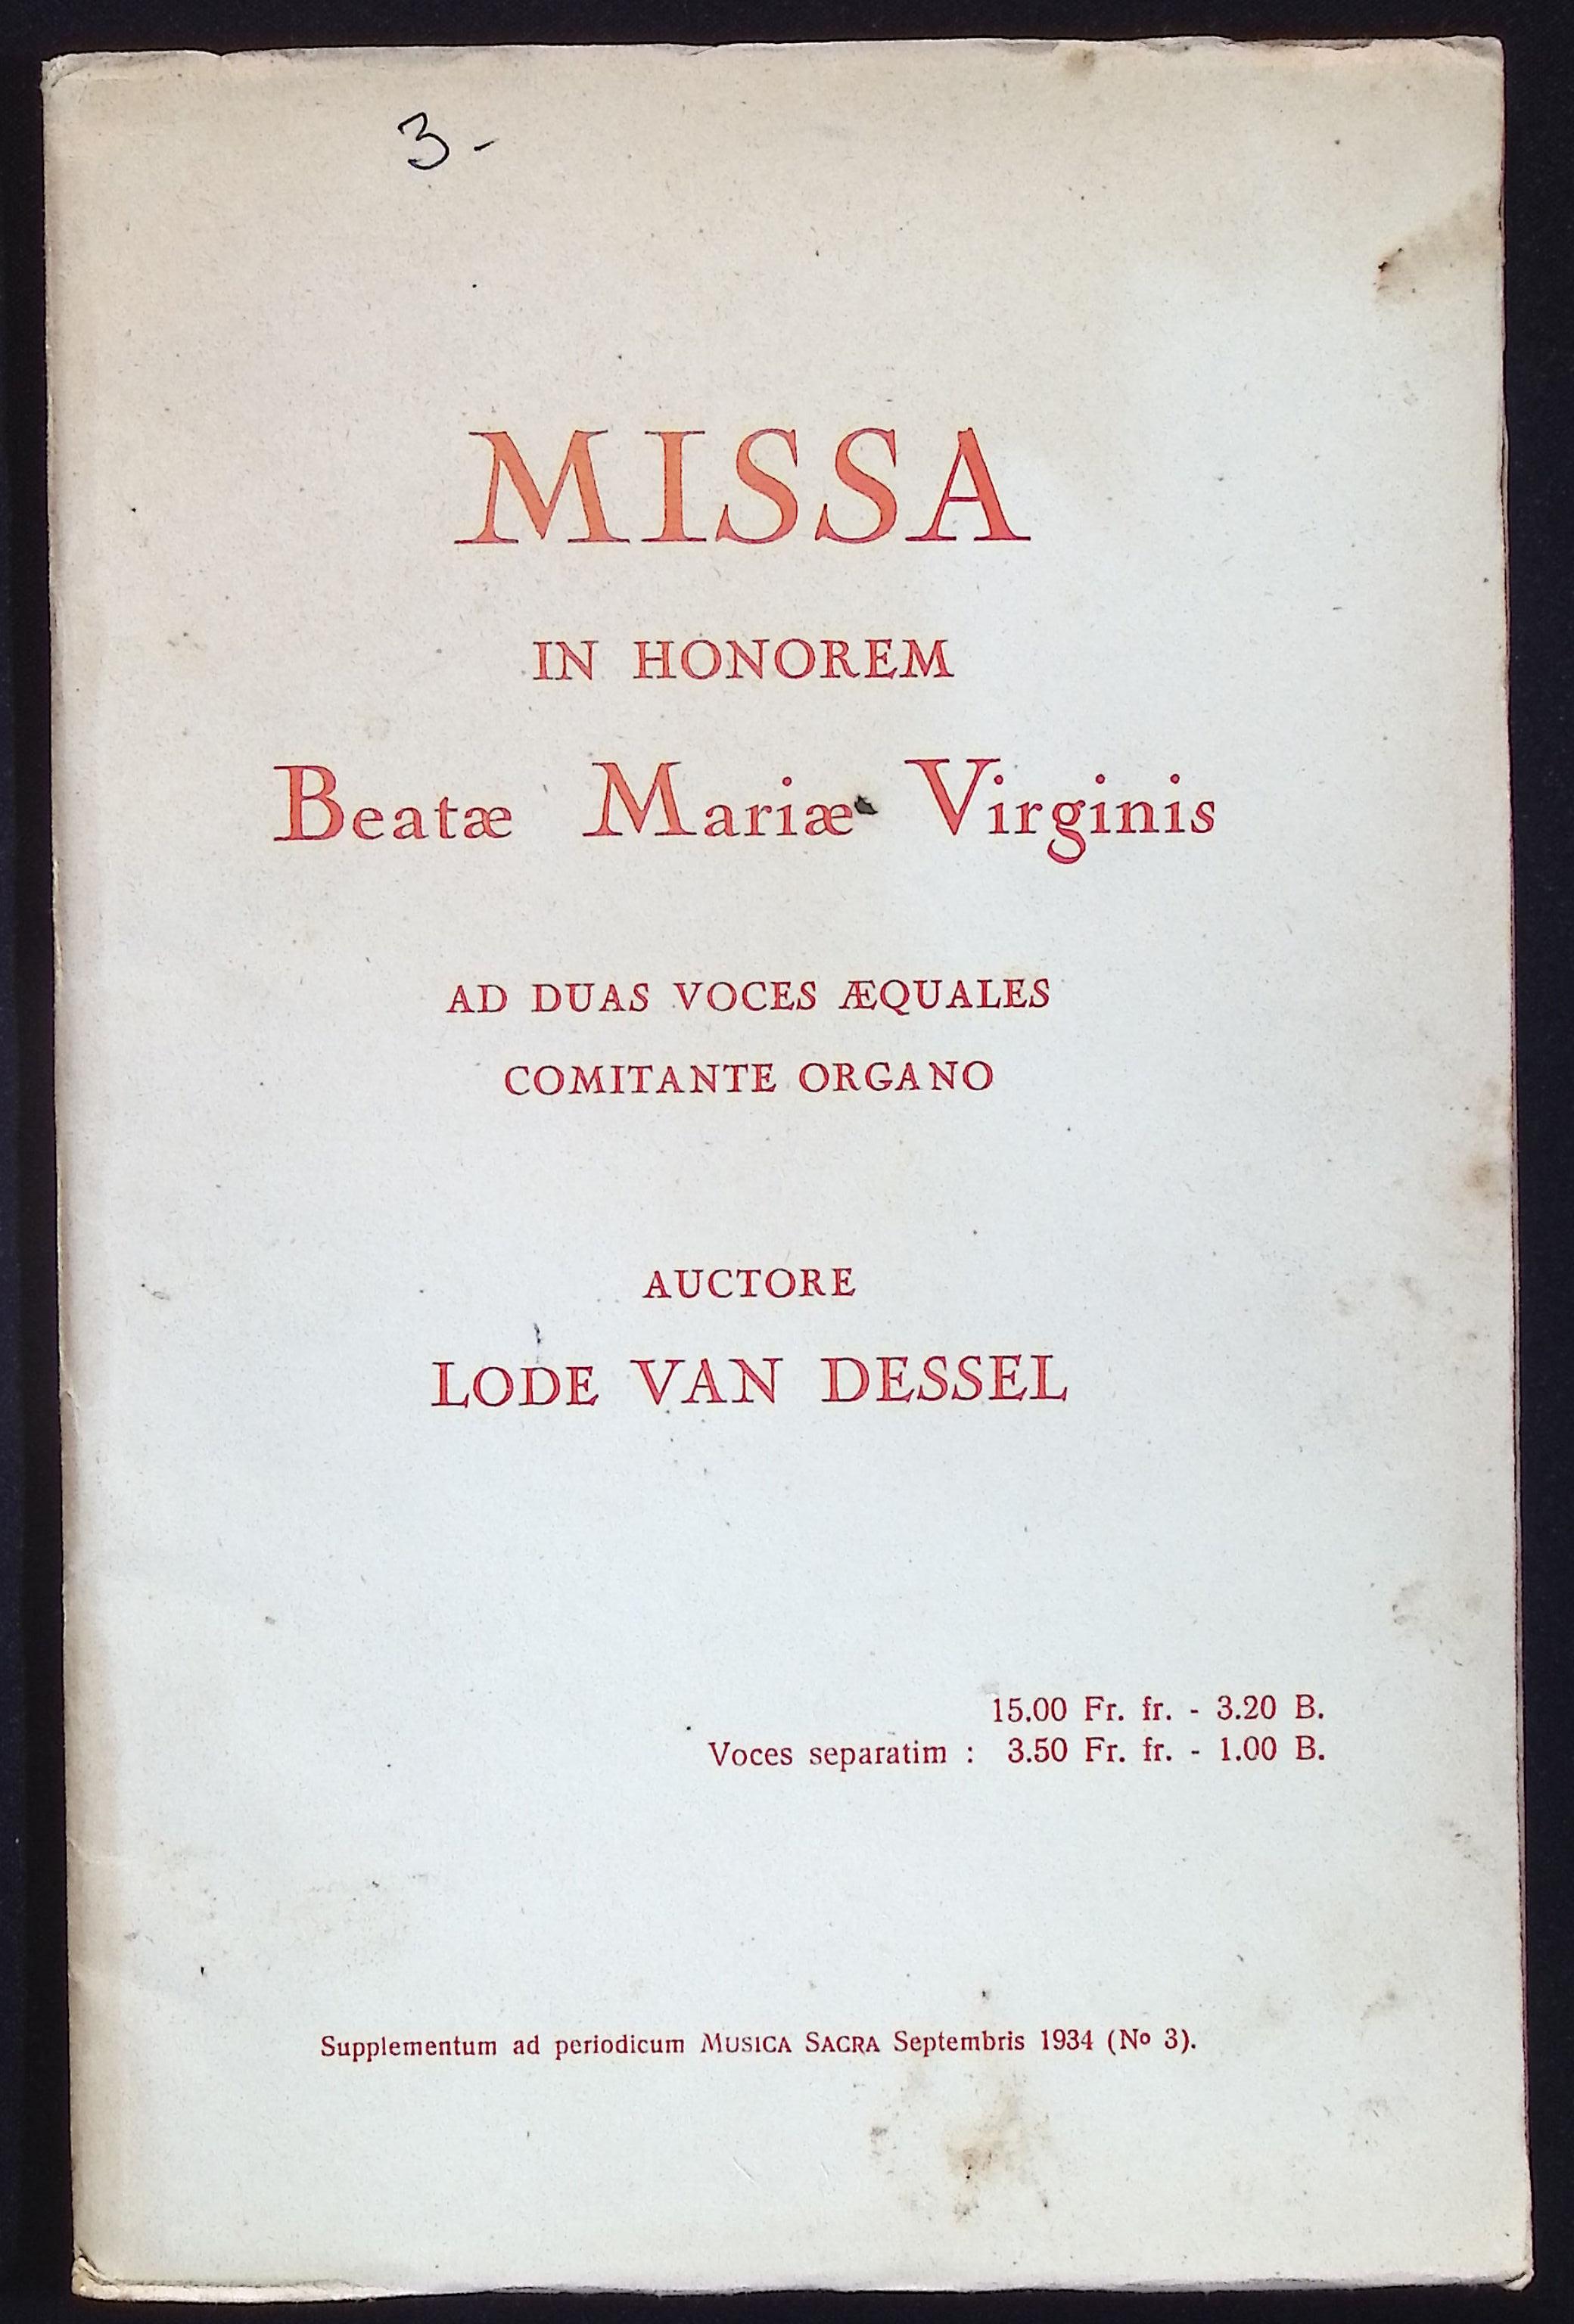 3-
MISSA
IN HONOREM
Beatæ Mariæ Virginis
AD DUAS VOCES ÆQUALES
COMITANTE ORGANO
AUCTORE
LODE VAN DESSEL
15.00 Fr. fr. - 3.20 B.
Voces separatim : 3.50 Fr. fr. - 1.00 B.
Supplementum ad periodicum MUSICA SACRA Septembris 1934 (Nº 3).